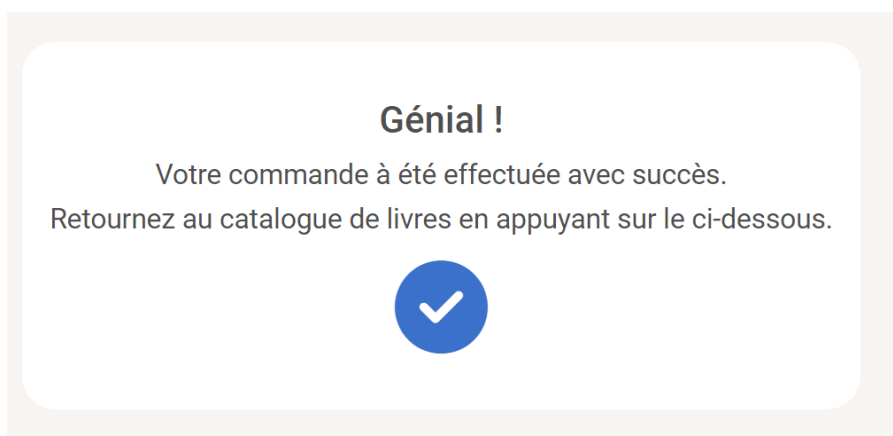 Génial !
Votre commande à été effectuée avec succès.
Retournez au catalogue de livres en appuyant sur le ci-dessous.